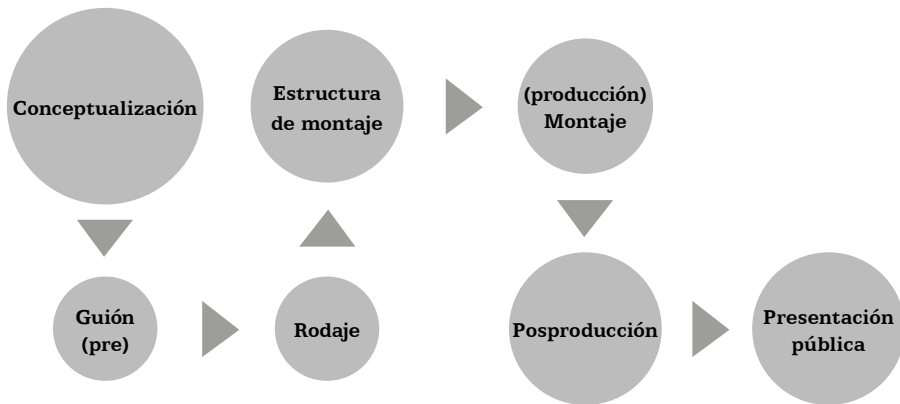 Conceptualización
Guión
(pre)
Rodaje
Estructura
de montaje
(producción)
Montaje
Posproducción
Presentación
pública